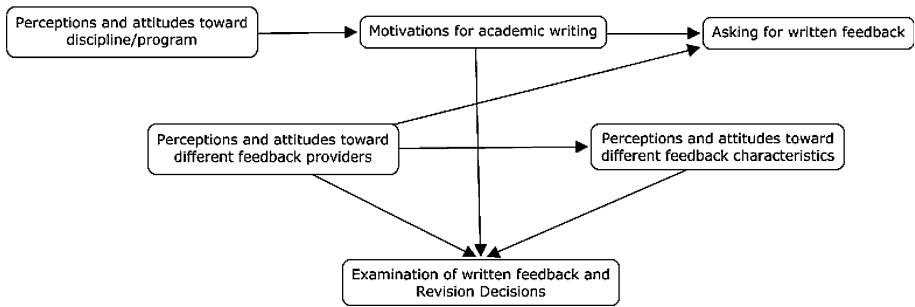 Perceptions and attitudes toward
discipline/program
Motivations for academic writing
Asking for written feedback
Perceptions and attitudes toward
different feedback providers
Perceptions and attitudes toward
different feedback characteristics
Examination of written feedback and
Revision Decisions